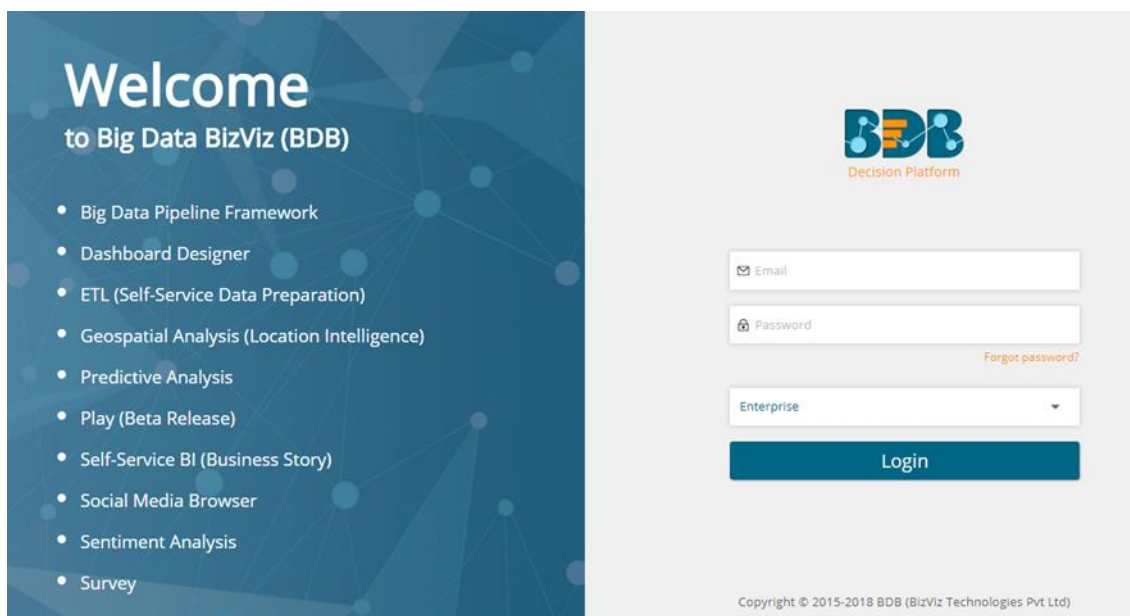 Welcome
to Big Data BizViz (BDB)
Big Data Pipeline Framework
Dashboard Designer
ETL (Self-Service Data Preparation)
Geospatial Analysis (Location Intelligence)
Predictive Analysis
Play (Beta Release)
Self-Service BI (Business Story)
Social Media Browser
Sentiment Analysis
Survey
BDB
Decision Platform
Email
Password
Forgot password?
Enterprise
Login
Copyright © 2015-2018 BDB (BizViz Technologies Pvt Ltd)